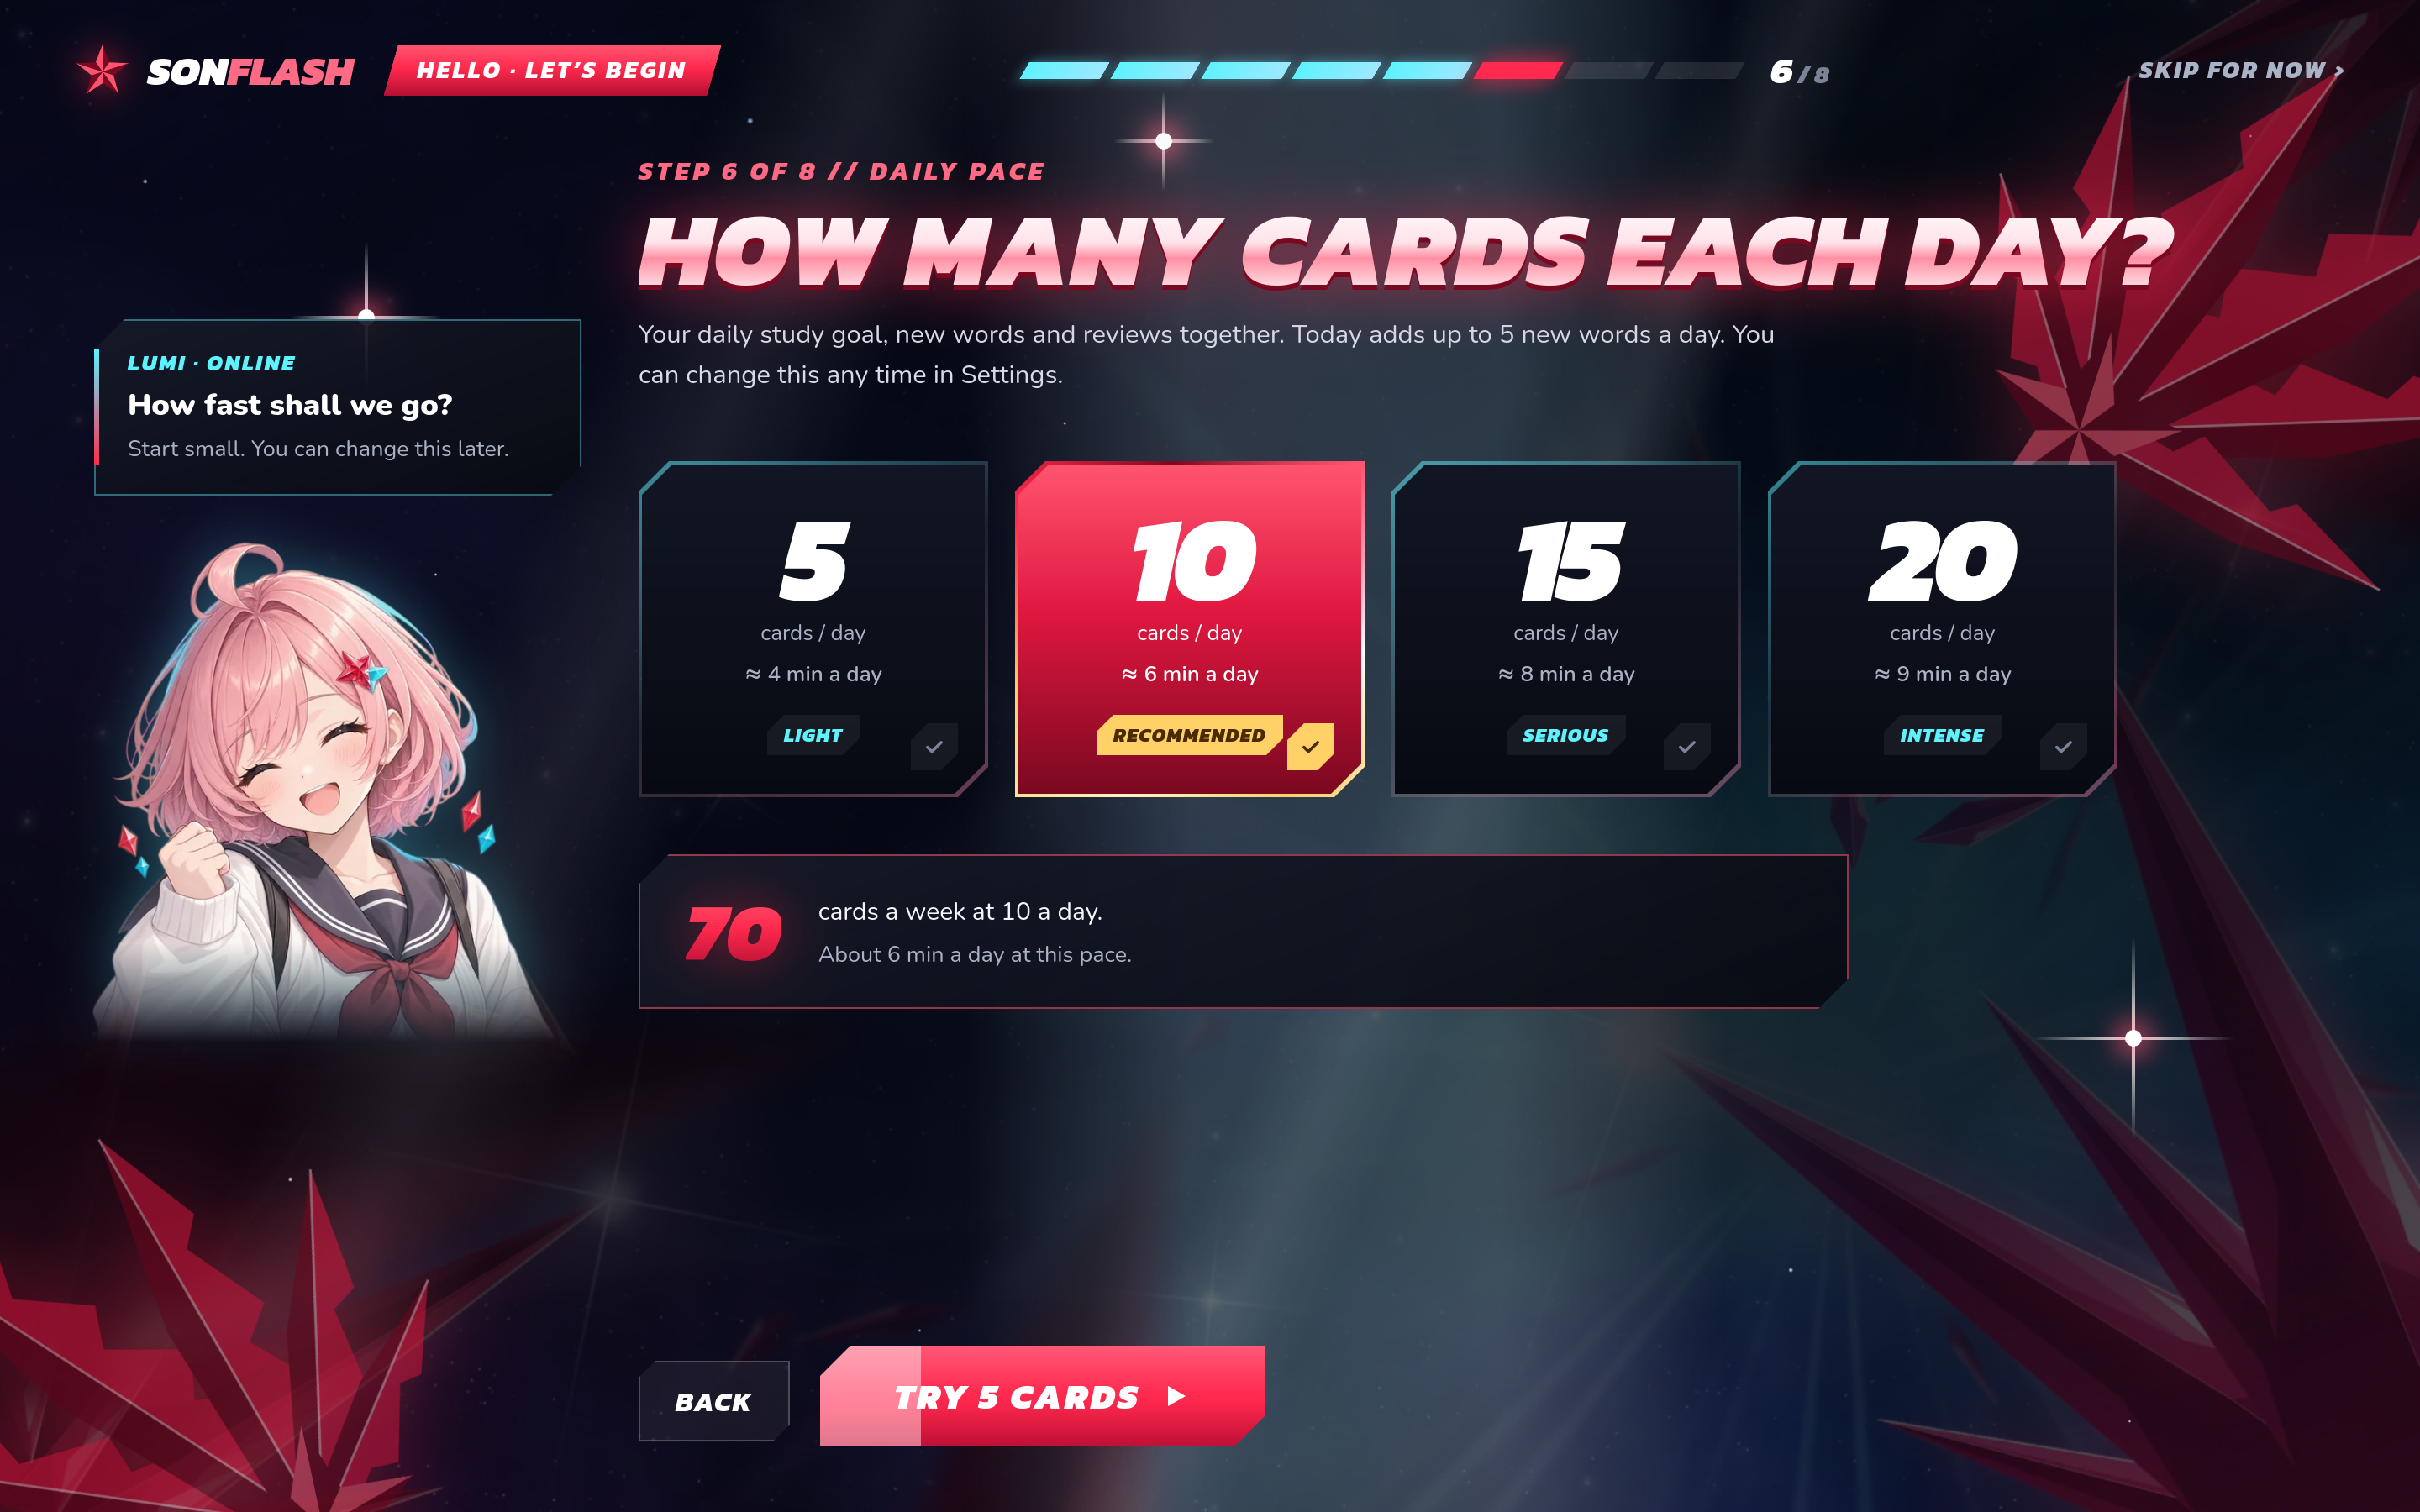 SONFLASH
HELLO · LET’S BEGIN
6 / 8
SKIP FOR NOW >
STEP 6 OF 8 // DAILY PACE
HOW MANY CARDS EACH DAY?
Your daily study goal, new words and reviews together. Today adds up to 5 new words a day. You
can change this any time in Settings.
LUMI · ONLINE
How fast shall we go?
Start small. You can change this later.
5
cards / day
≈ 4 min a day
LIGHT
10
cards / day
≈ 6 min a day
RECOMMENDED
15
cards / day
≈ 8 min a day
SERIOUS
20
cards / day
≈ 9 min a day
INTENSE
70
cards a week at 10 a day.
About 6 min a day at this pace.
BACK
TRY 5 CARDS